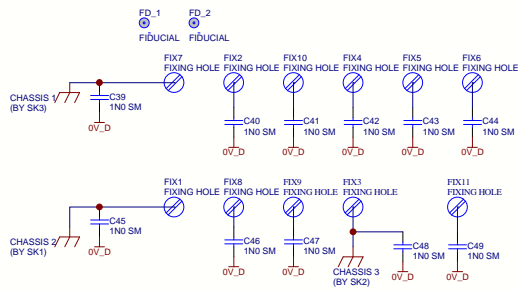 FD_1 FD_2
FIDUCIAL FIDUCIAL
FIX7 FIX2 FIX10 FIX4 FIX5 FIX6
FIXING HOLE FIXING HOLE FIXING HOLE FIXING HOLE FIXING HOLE FIXING HOLE
CHASSIS 1
(BY SK3)
C39
1N0 SM
0V_D
C40 C41 C42 C43 C44
1N0 SM 1N0 SM 1N0 SM 1N0 SM 1N0 SM
0V_D 0V_D 0V_D 0V_D 0V_D
FIX1 FIX8 FIX9 FIX3 FIX11
FIXING HOLE FIXING HOLE FIXING HOLE FIXING HOLE FIXING HOLE
CHASSIS 2
(BY SK1)
C45
1N0 SM
0V_D
C46 C47 C48 C49
1N0 SM 1N0 SM 1N0 SM 1N0 SM
0V_D 0V_D 0V_D 0V_D
CHASSIS 3
(BY SK2)